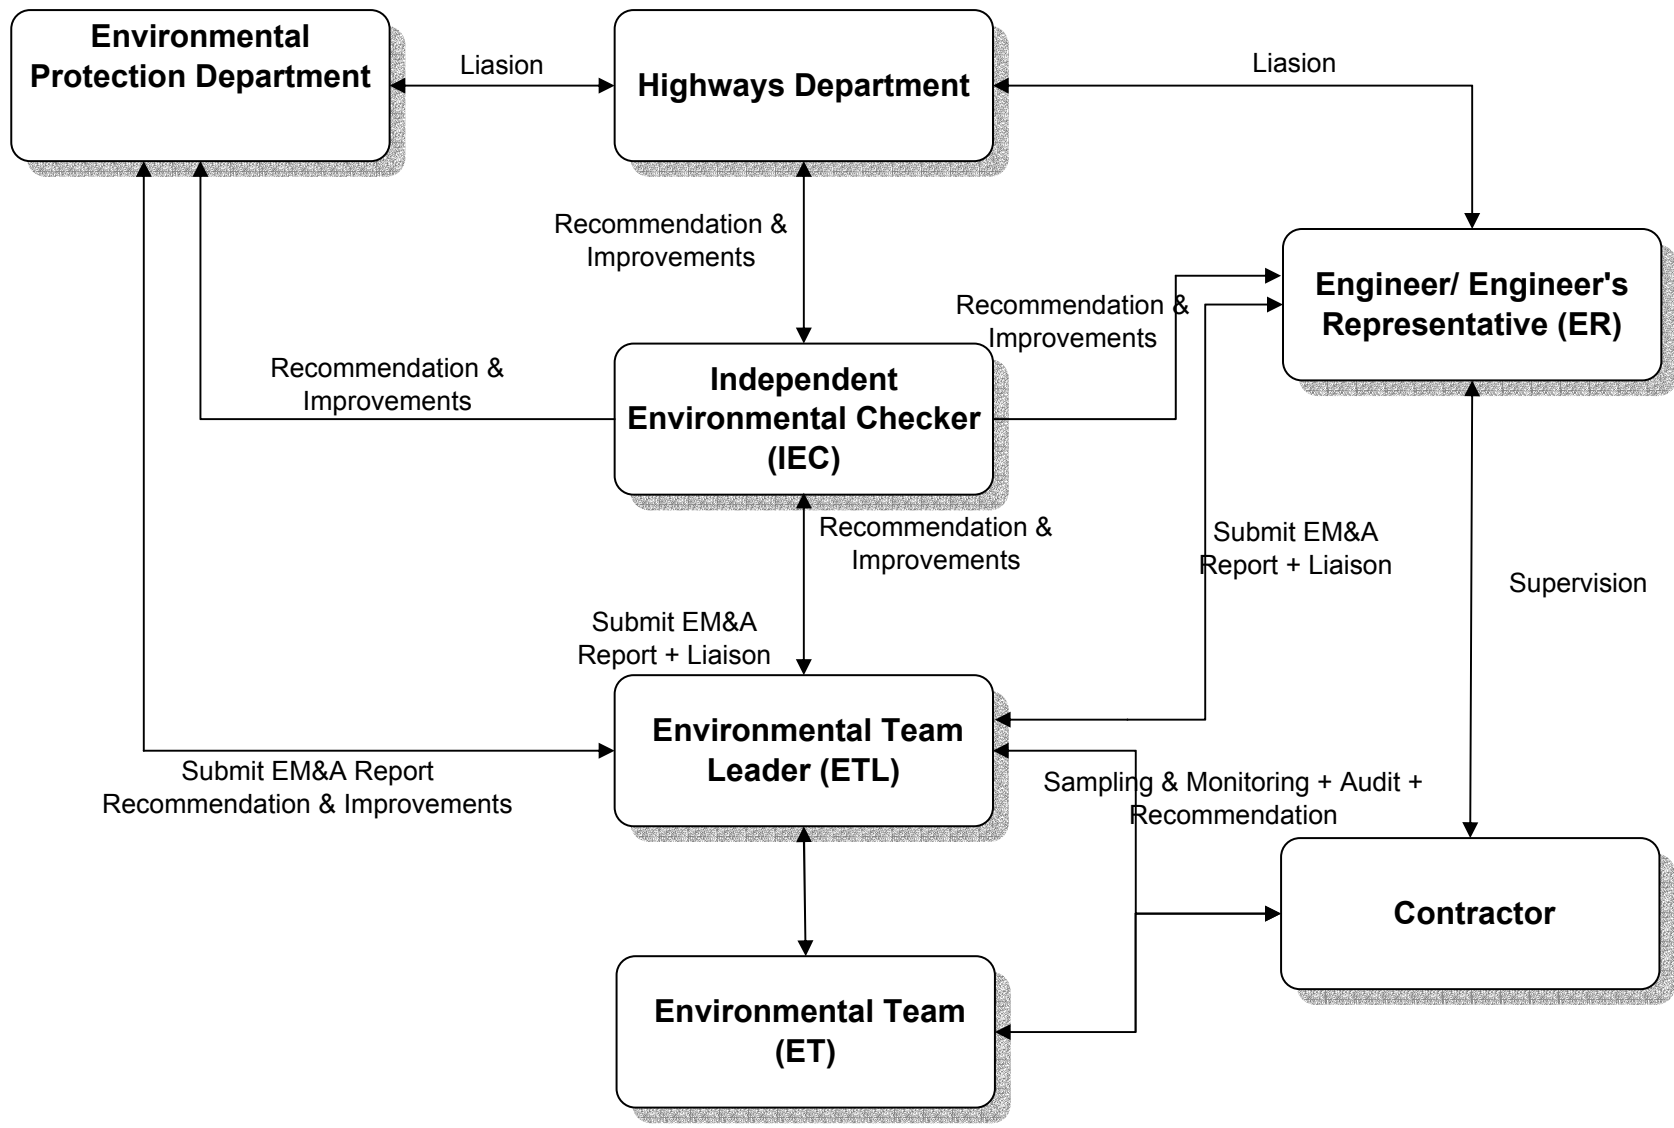 Environmental
Protection Department
Liasion
Highways Department
Liasion
Recommendation &
Improvements
Engineer/ Engineer's
Representative (ER)
Recommendation &
Improvements
Recommendation &
Improvements
Independent
Environmental Checker
(IEC)
Recommendation &
Improvements
Submit EM&A
Report + Liaison
Supervision
Submit EM&A
Report + Liaison
Environmental Team
Leader (ETL)
Submit EM&A Report
Recommendation & Improvements
Sampling & Monitoring + Audit +
Recommendation
Contractor
Environmental Team
(ET)